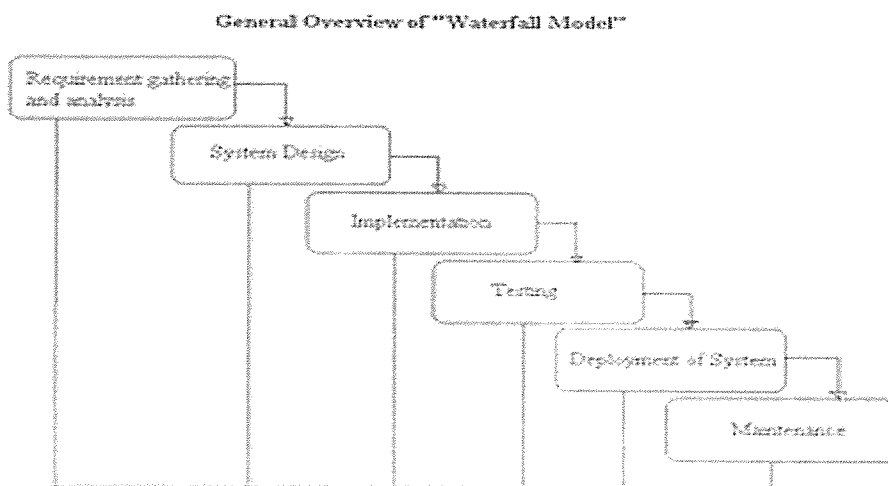 General Overview of "Waterfall Model"
Requirement gathering
and analysis
System Design
Implementation
Testing
Deployment of System
Maintenance